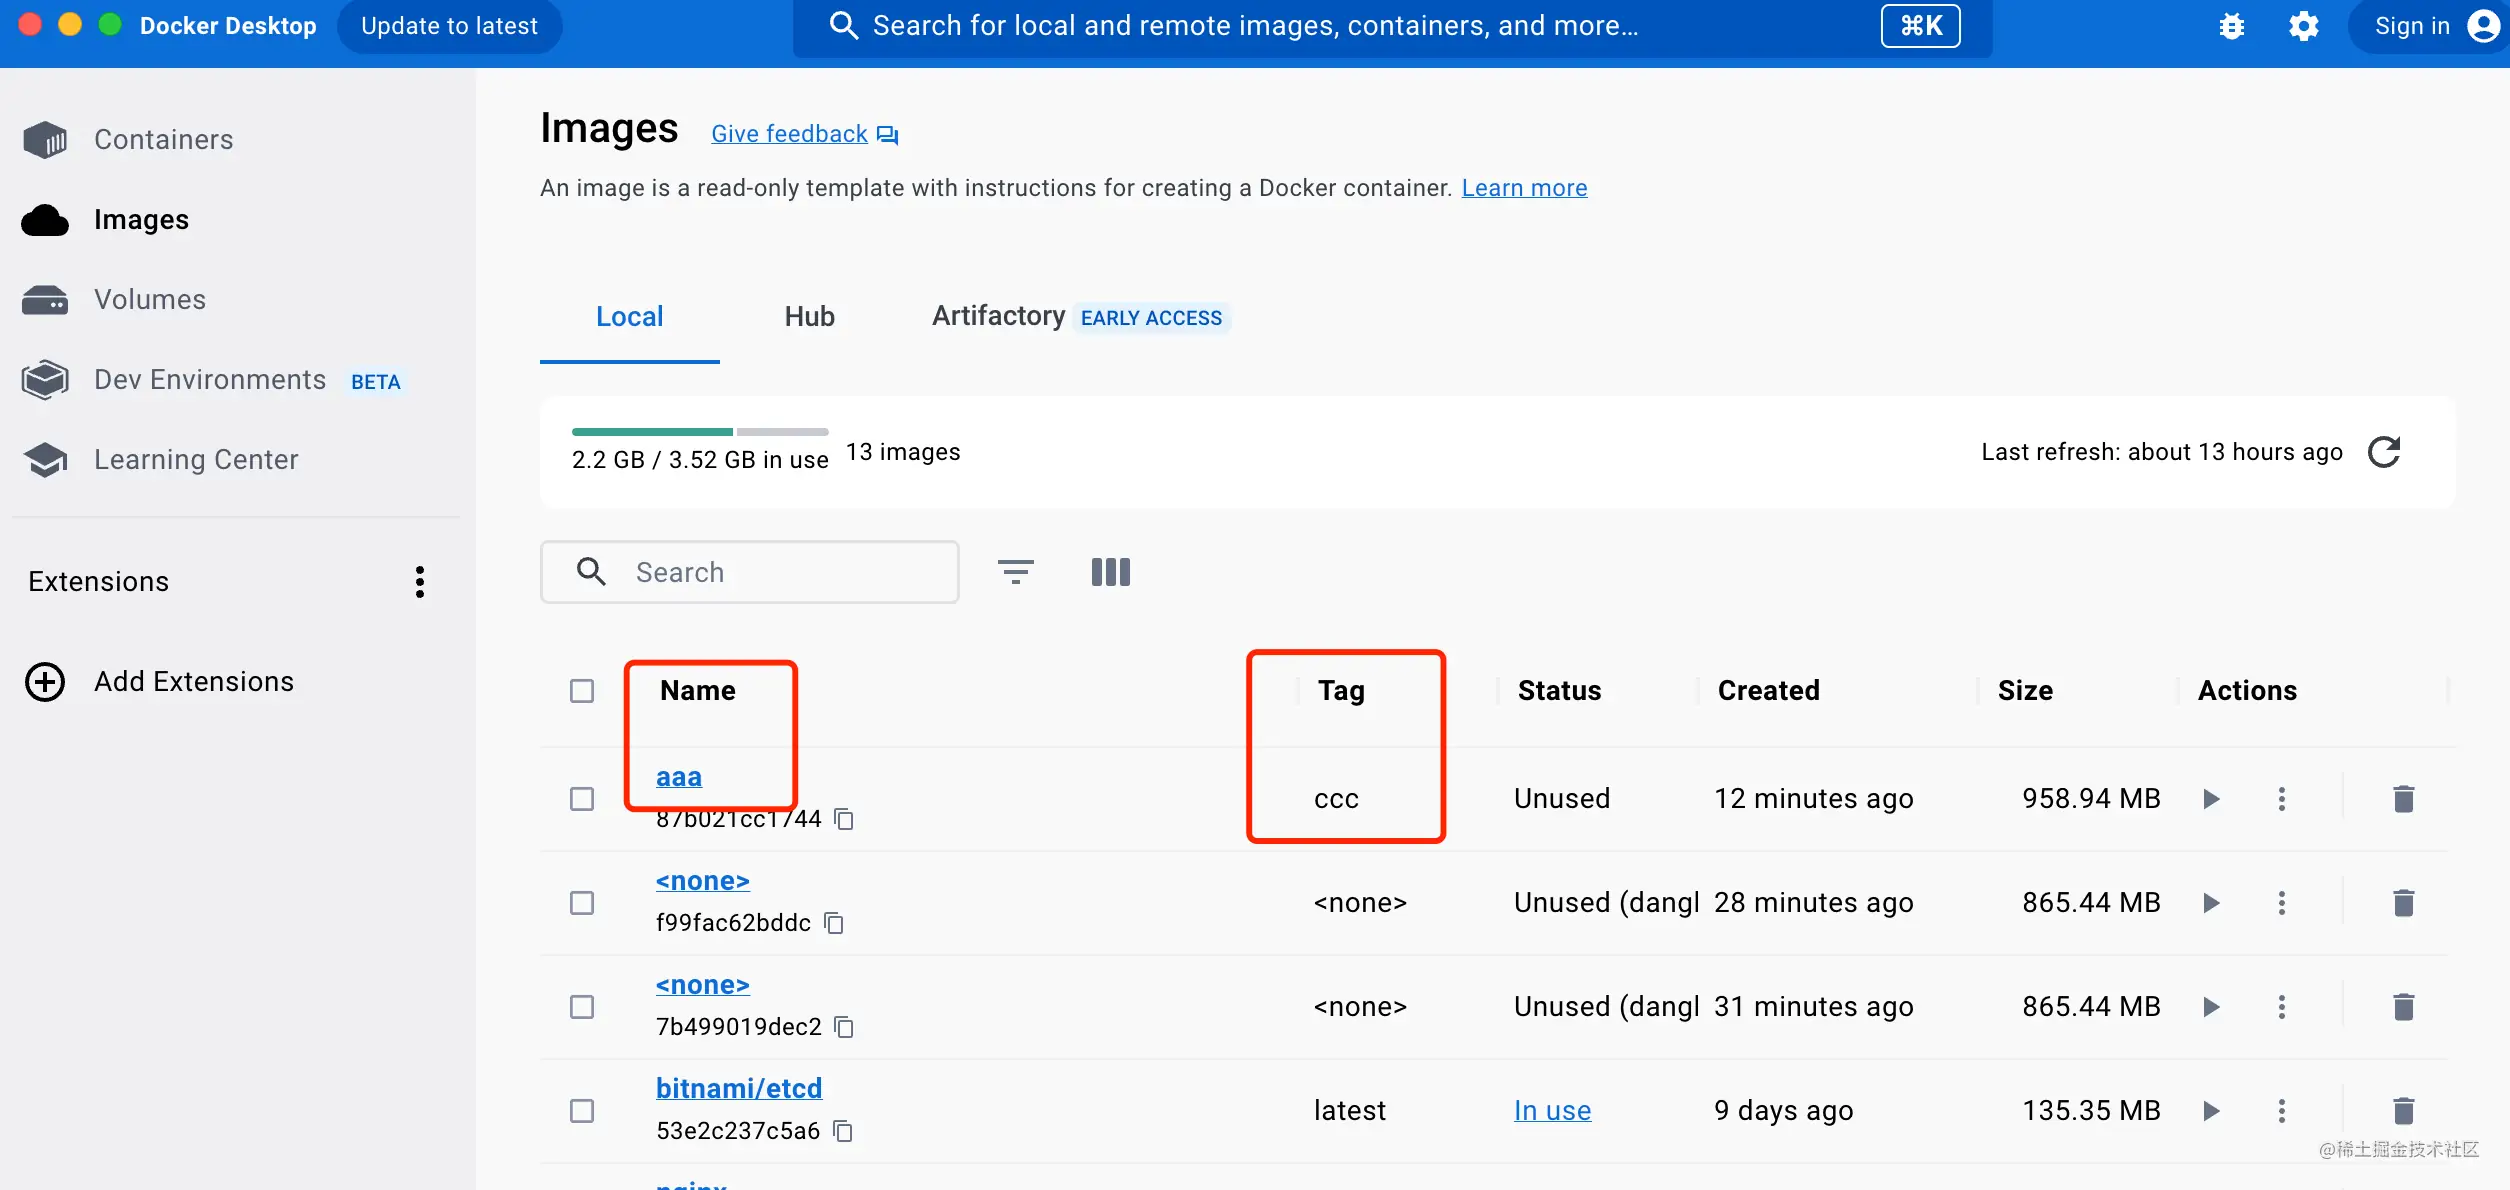 Docker Desktop
Update to latest
Search for local and remote images, containers, and more...
⌘K
Sign in
Containers
Images
Volumes
Dev Environments BETA
Learning Center
Extensions
Add Extensions
Images Give feedback
An image is a read-only template with instructions for creating a Docker container. Learn more
Local Hub Artifactory EARLY ACCESS
2.2 GB / 3.52 GB in use 13 images
Last refresh: about 13 hours ago
Search
Name Tag Status Created Size Actions
aaa
87b021cc1744
ccc Unused 12 minutes ago 958.94 MB
<none>
f99fac62bddc
<none> Unused (dangl 28 minutes ago 865.44 MB
<none>
7b499019dec2
<none> Unused (dangl 31 minutes ago 865.44 MB
bitnami/etcd
53e2c237c5a6
latest In use 9 days ago 135.35 MB
@稀土掘金技术社区
nginx